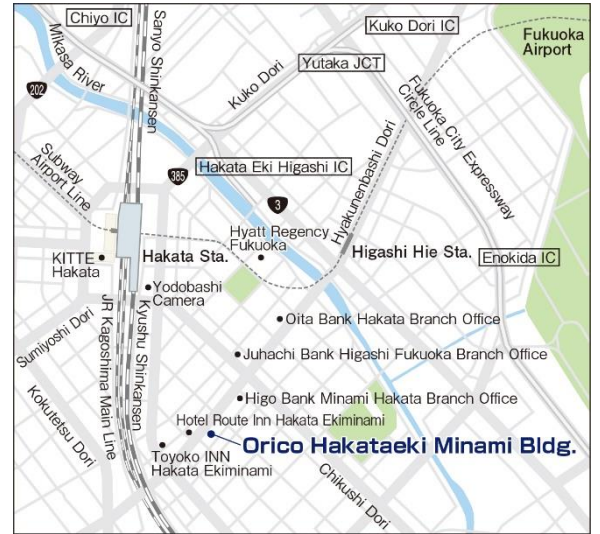 Chiyo IC
Sanyo Shinkansen
Kuko Dori IC
Fukuoka
Airport
Mikasa River
Yutaka JCT
Kuko Dori
202
Fukuoka City Expressway
Circle Line
Subway
Airport Line
385
Hakata Eki Higashi IC
3
Hyakunenbashi Dori
Hyatt Regency
Fukuoka
KITTE
Hakata
Hakata Sta.
Higashi Hie Sta.
Enokida IC
Yodobashi
Camera
Sumiyoshi Dori
JR Kagoshima Main Line
Kyushu Shinkansen
Oita Bank Hakata Branch Office
Juhachi Bank Higashi Fukuoka Branch Office
Kokutetsu Dori
Higo Bank Minami Hakata Branch Office
Hotel Route Inn Hakata Ekiminami
Orico Hakataeki Minami Bldg.
Toyoko INN
Hakata Ekiminami
Chikushi Dori